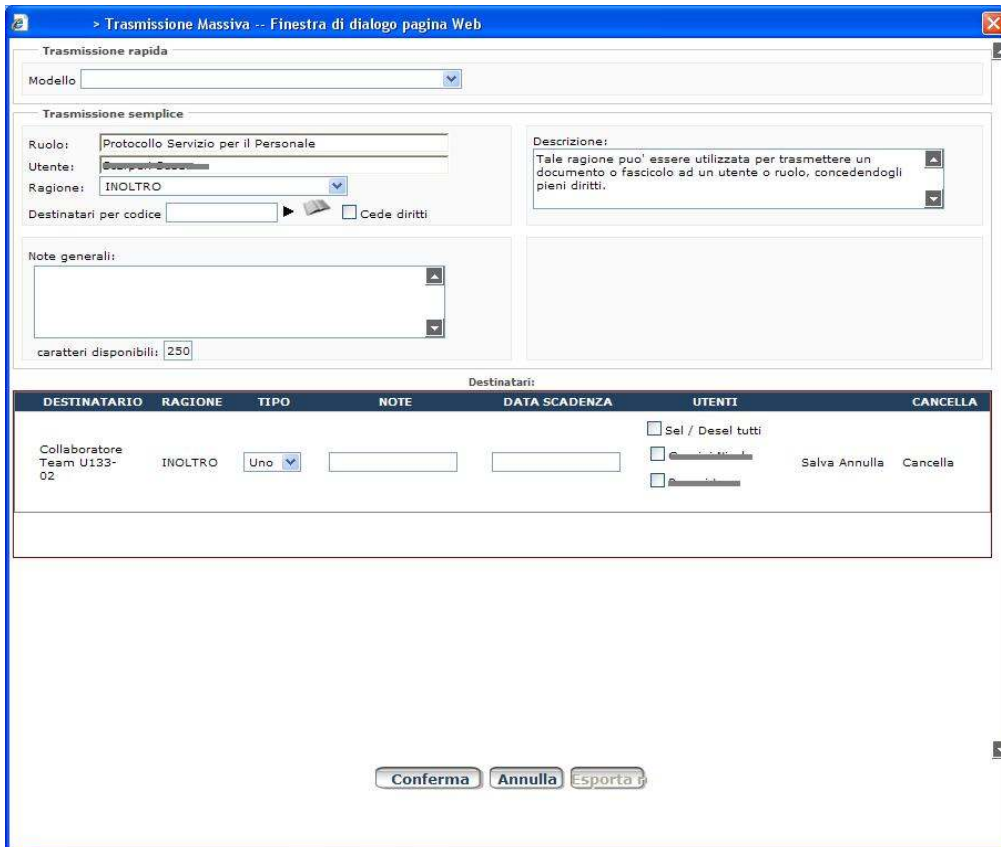 > Trasmissione Massiva -- Finestra di dialogo pagina Web
Trasmissione rapida
Modello
Trasmissione semplice
Ruolo: Protocollo Servizio per il Personale
Utente:
Ragione: INOLTRO
Destinatari per codice Cede diritti
Descrizione:
Tale ragione puo' essere utilizzata per trasmettere un
documento o fascicolo ad un utente o ruolo, concedendogli
pieni diritti.
Note generali:
caratteri disponibili: 250
Destinatari:
DESTINATARIO RAGIONE TIPO NOTE DATA SCADENZA UTENTI CANCELLA
Sel / Desel tutti
Collaboratore
Team U133-
02
INOLTRO Uno Salva Annulla Cancella
Conferma Annulla Esporta